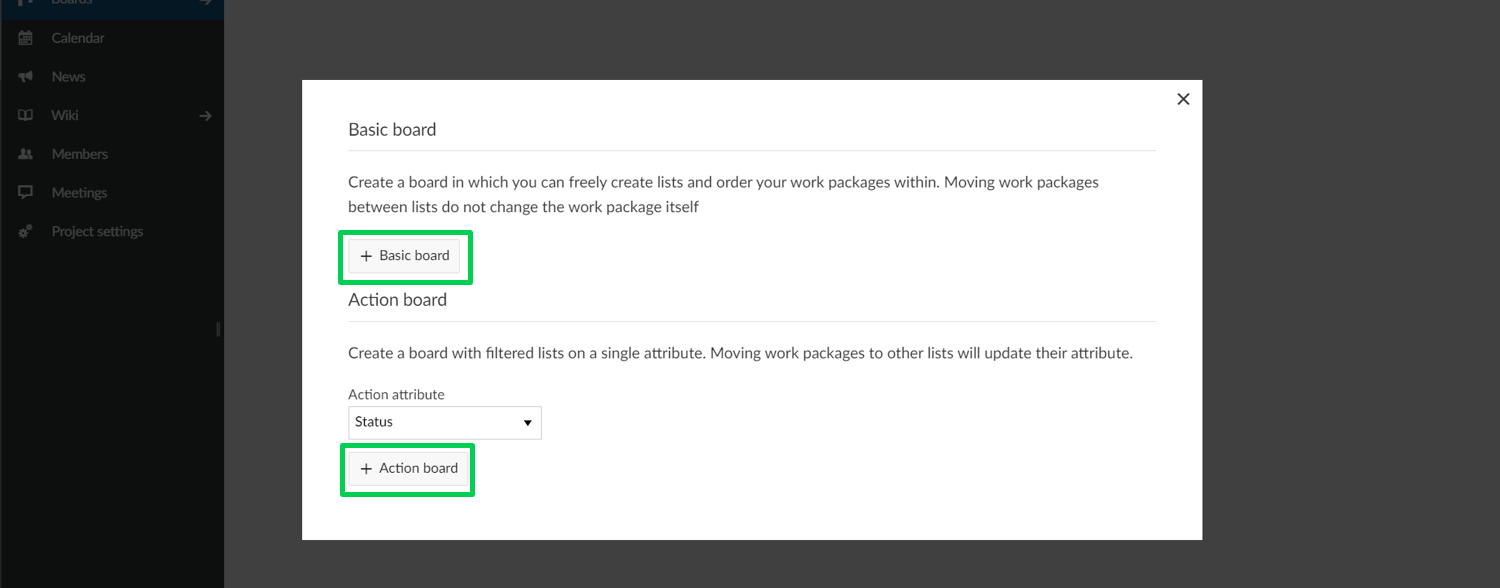 Boards
Calendar
News
Wiki
Members
Meetings
Project settings
Basic board
Create a board in which you can freely create lists and order your work packages within. Moving work packages
between lists do not change the work package itself
+ Basic board
Action board
Create a board with filtered lists on a single attribute. Moving work packages to other lists will update their attribute.
Action attribute
Status
+ Action board